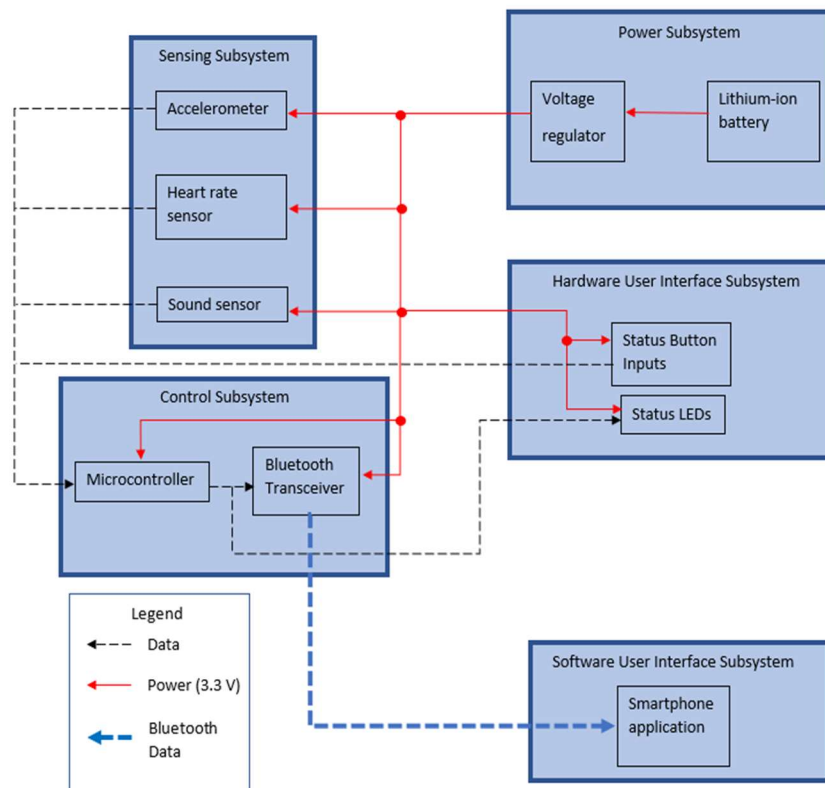 Sensing Subsystem
Accelerometer
Heart rate
sensor
Sound sensor
Power Subsystem
Voltage
regulator
Lithium-ion
battery
Hardware User Interface Subsystem
Status Button
Inputs
Status LEDs
Control Subsystem
Microcontroller
Bluetooth
Transceiver
Legend
Data
Power (3.3 V)
Bluetooth
Data
Software User Interface Subsystem
Smartphone
application